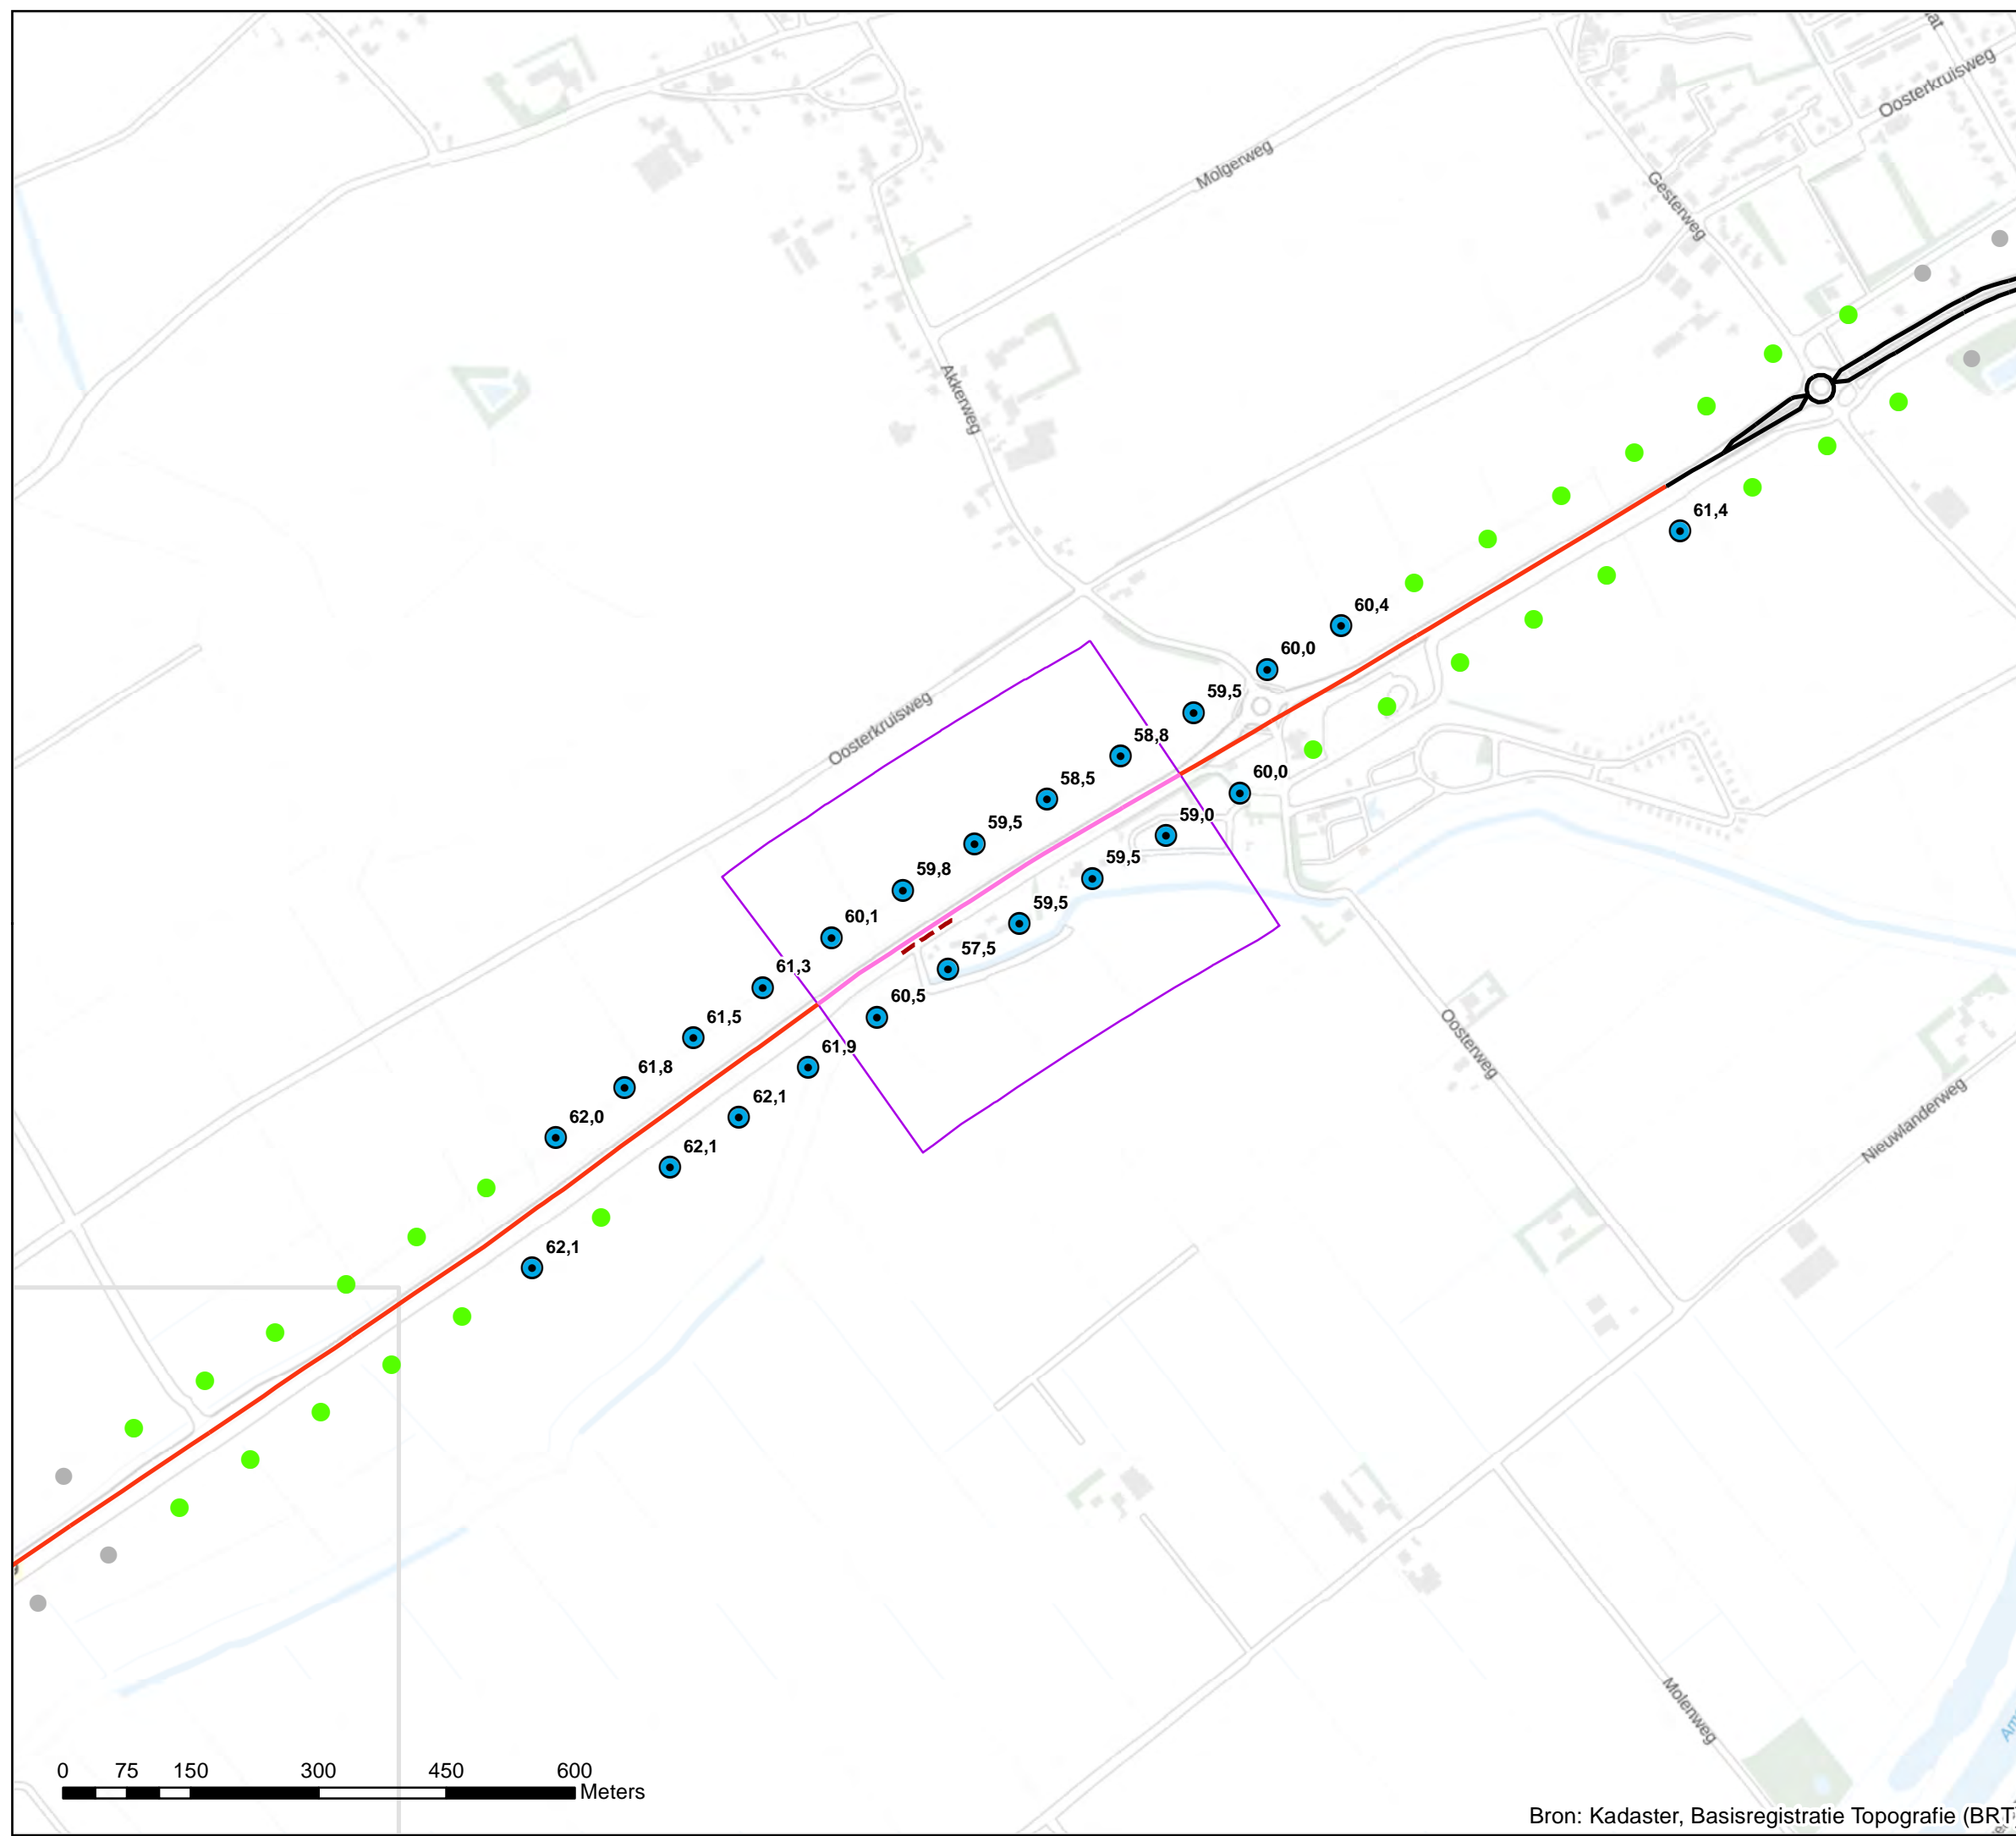 Oosterkruisweg
Molgerweg
Gesterweg
Akkerweg
61,4
60,4
60,0
59,5
Oosterkruisweg
58,8
58,5
60,0
59,5
59,0
59,8
59,5
60,1
59,5
61,3
57,5
60,5
61,5
Oosterweg
61,9
61,8
62,0
62,1
Nieuwlanderweg
62,1
62,1
Molenweg
0 75 150 300 450 600
Meters
Bron: Kadaster, Basisregistratie Topografie (BRT